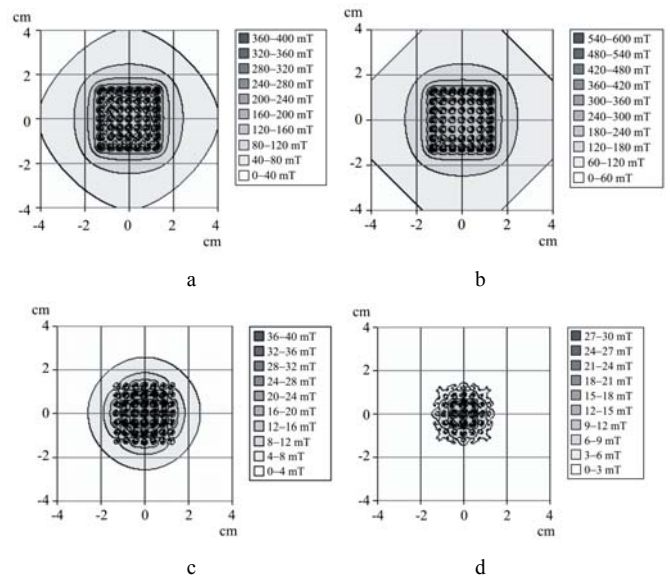 cm
4
2
0
-2
-4
-4 -2 0 2 4
cm
360–400 mT
320–360 mT
280–320 mT
240–280 mT
200–240 mT
160–200 mT
120–160 mT
80–120 mT
40–80 mT
0–40 mT
a
cm
4
2
0
-2
-4
-4 -2 0 2 4
cm
540–600 mT
480–540 mT
420–480 mT
360–420 mT
300–360 mT
240–300 mT
180–240 mT
120–180 mT
60–120 mT
0–60 mT
b
cm
4
2
0
-2
-4
-4 -2 0 2 4
cm
36–40 mT
32–36 mT
28–32 mT
24–28 mT
20–24 mT
16–20 mT
12–16 mT
8–12 mT
4–8 mT
0–4 mT
c
cm
4
2
0
-2
-4
-4 -2 0 2 4
cm
27–30 mT
24–27 mT
21–24 mT
18–21 mT
15–18 mT
12–15 mT
9–12 mT
6–9 mT
3–6 mT
0–3 mT
d